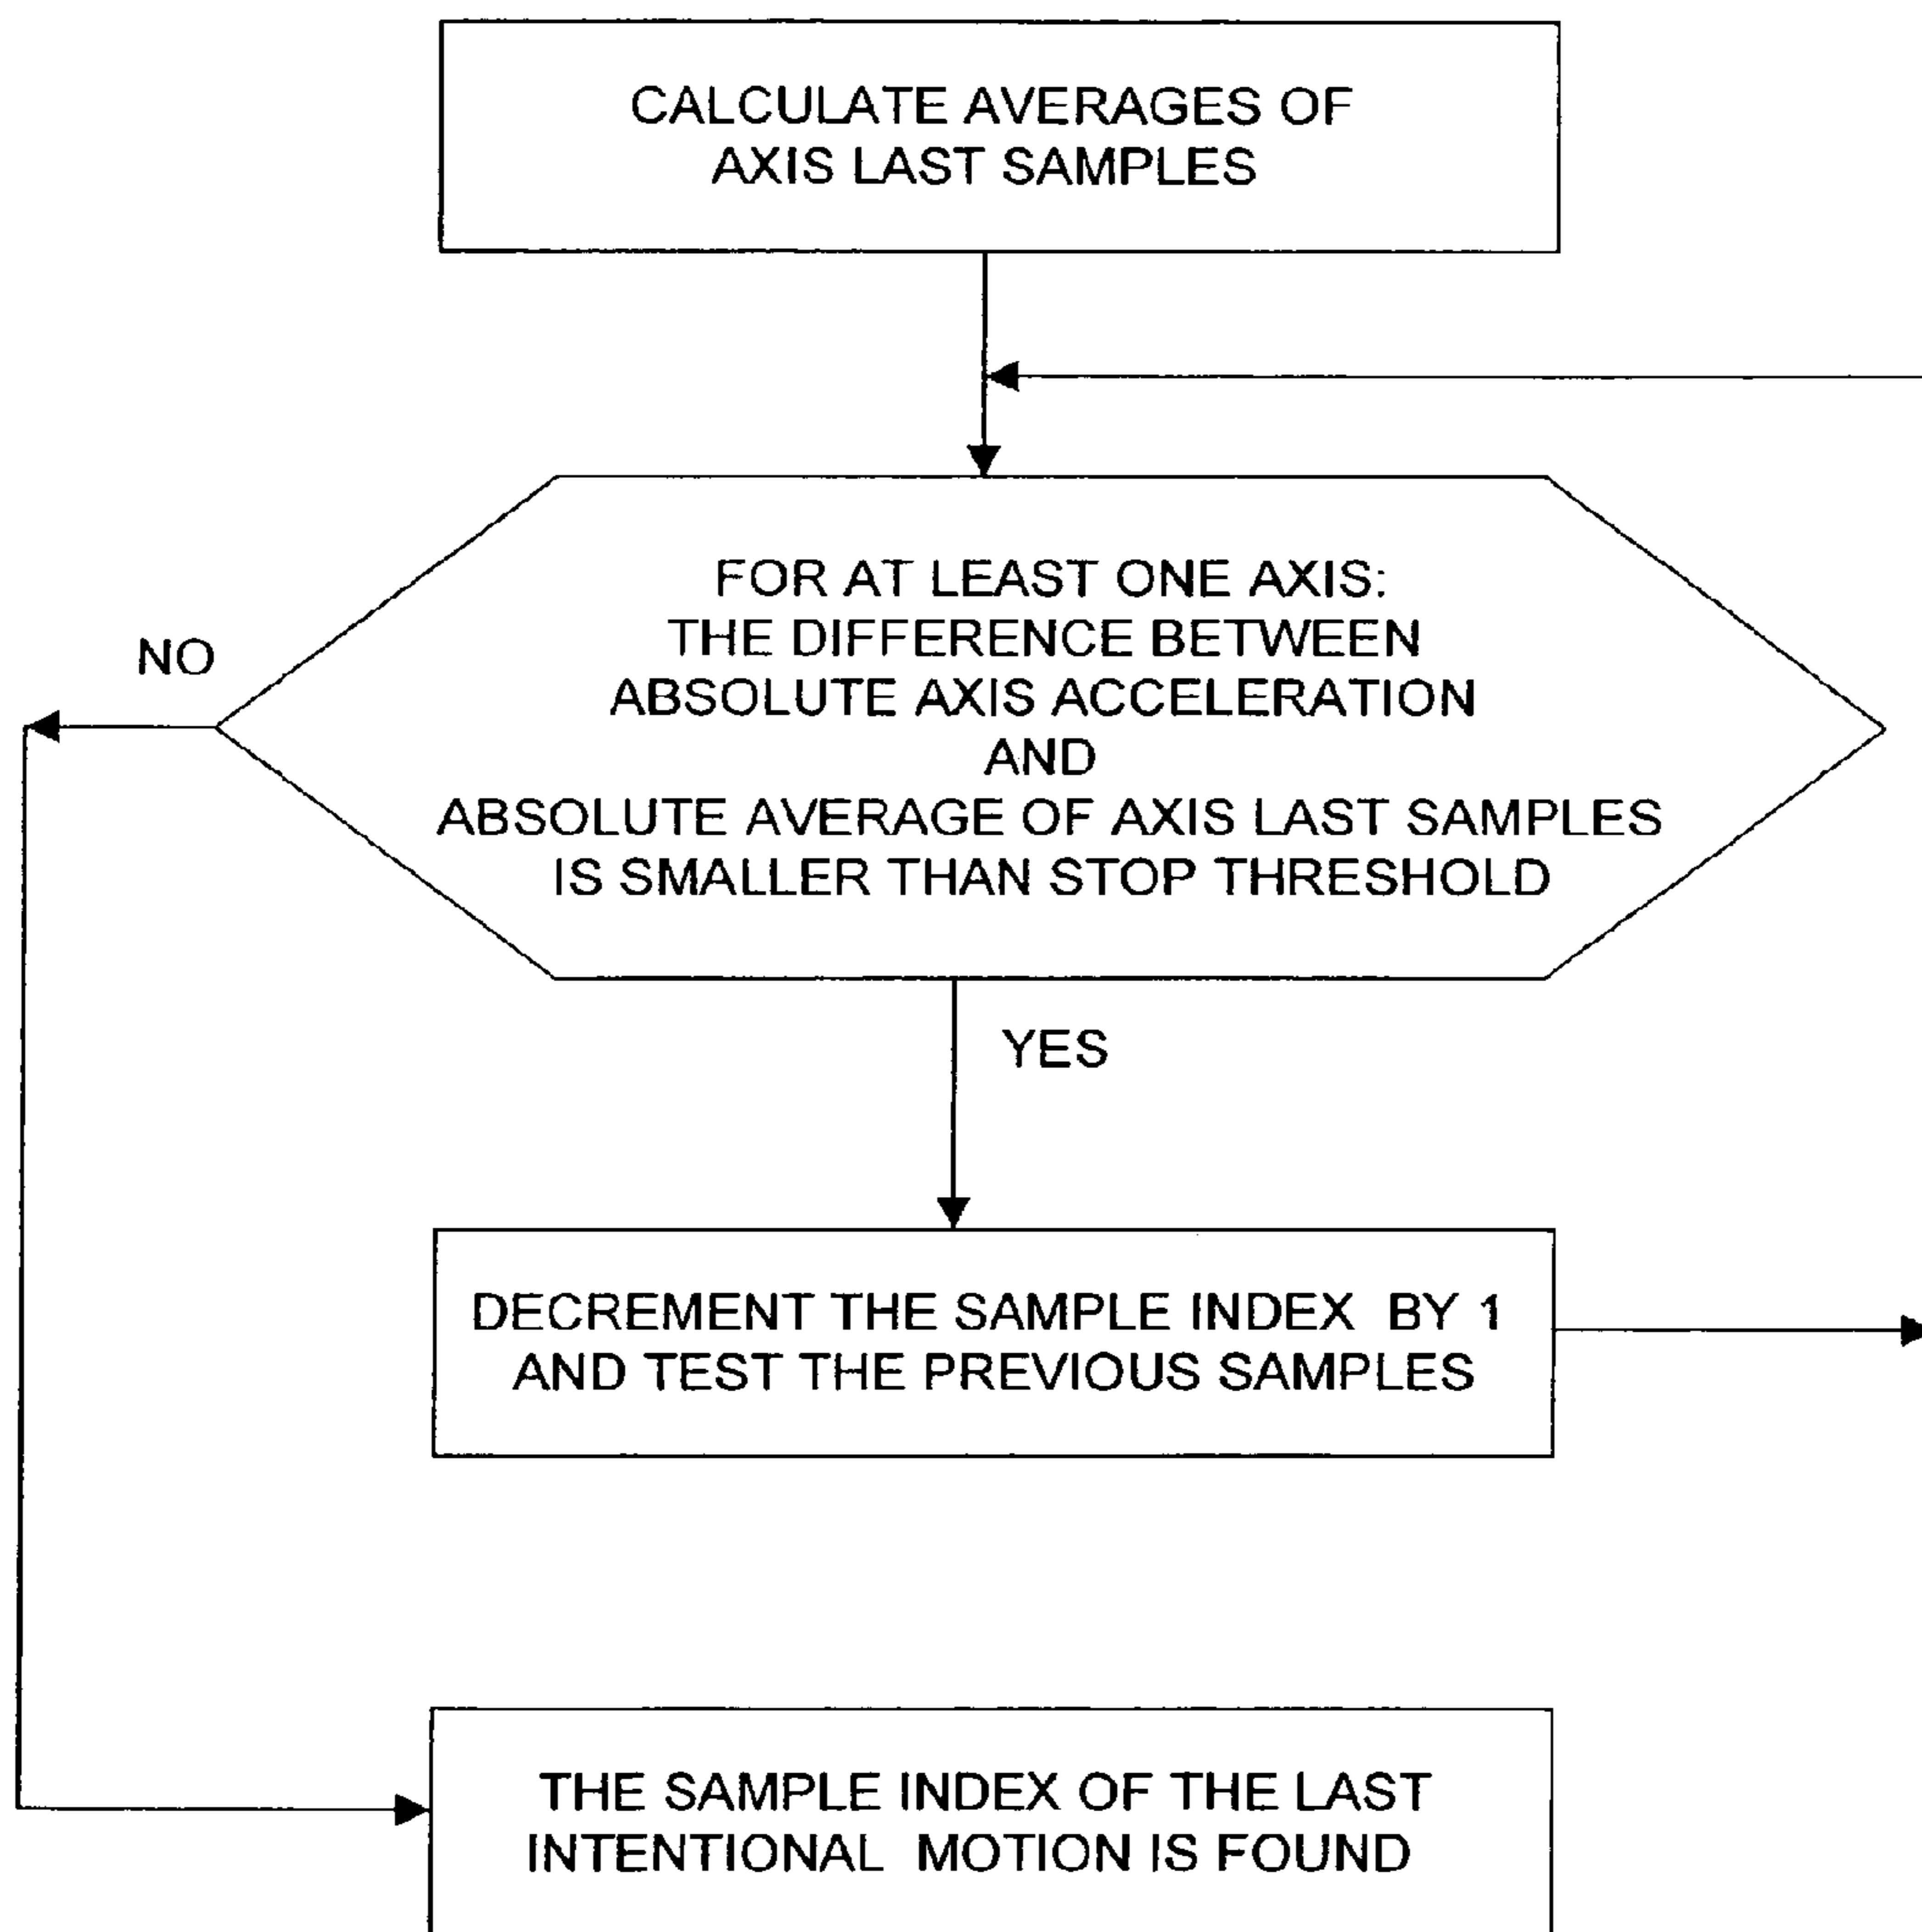 CALCULATE AVERAGES OF
AXIS LAST SAMPLES
FOR AT LEAST ONE AXIS:
THE DIFFERENCE BETWEEN
ABSOLUTE AXIS ACCELERATION
AND
ABSOLUTE AVERAGE OF AXIS LAST SAMPLES
IS SMALLER THAN STOP THRESHOLD
NO
YES
DECREMENT THE SAMPLE INDEX BY 1
AND TEST THE PREVIOUS SAMPLES
THE SAMPLE INDEX OF THE LAST
INTENTIONAL MOTION IS FOUND